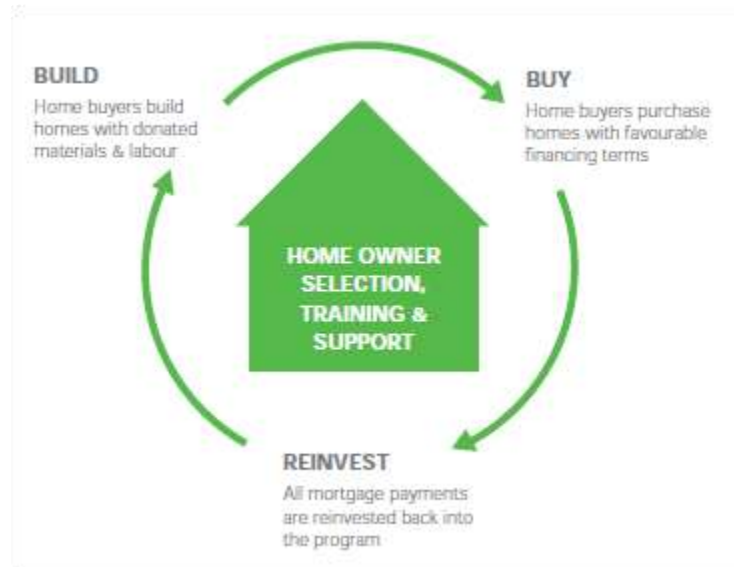 BUILD
Home buyers build
homes with donated
materials & labour
BUY
Home buyers purchase
homes with favourable
financing terms
HOME OWNER
SELECTION,
TRAINING &
SUPPORT
REINVEST
All mortgage payments
are reinvested back into
the program